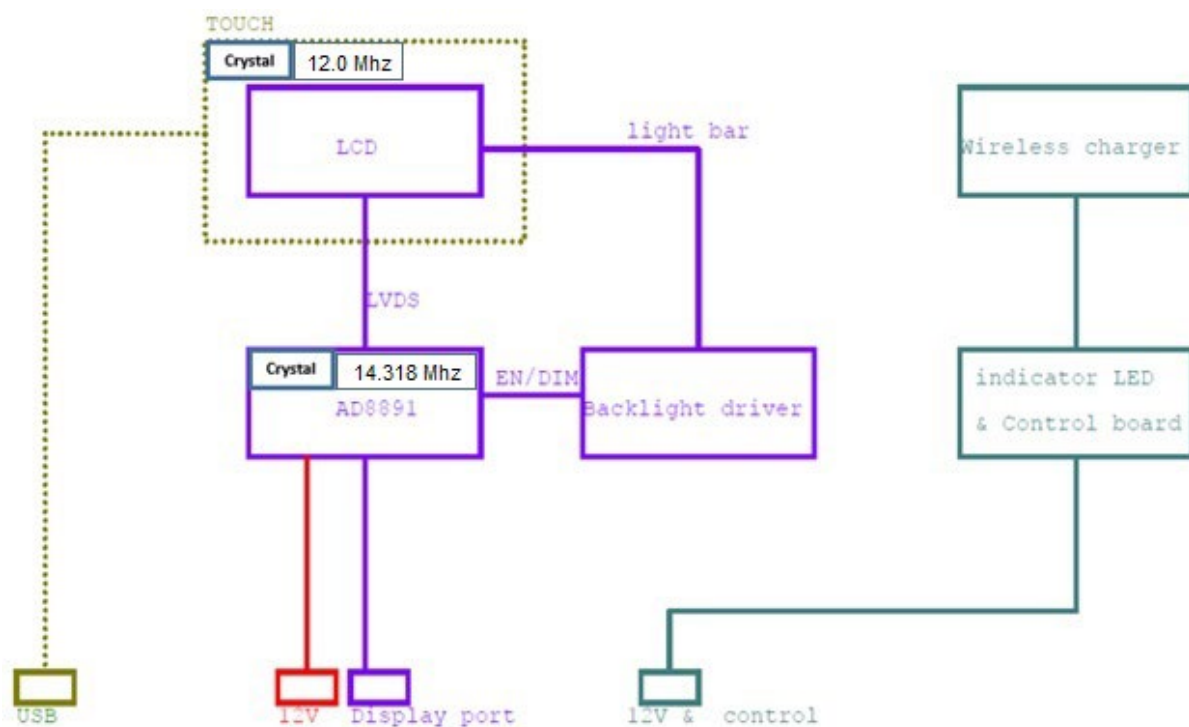 TOUCH
Crystal
12.0 Mhz
LCD
light bar
Wireless charger
LVDS
Crystal
14.318 Mhz
AD8891
EN/DIM
Backlight driver
indicator LED
& Control board
USB
12V
Display port
12V & control